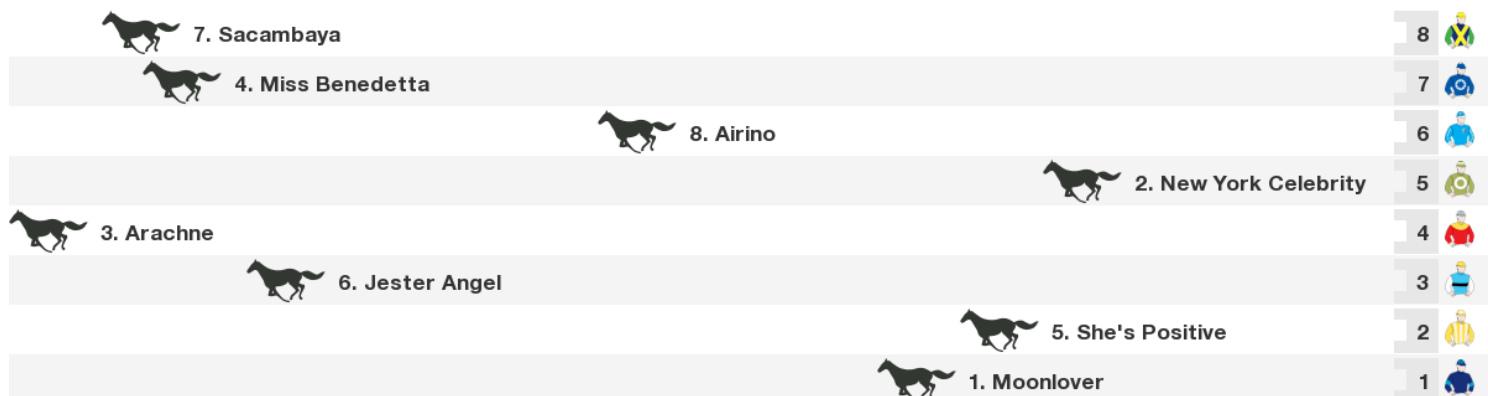 7. Sacambaya 8
4. Miss Benedetta 7
8. Airino 6
2. New York Celebrity 5
3. Arachne 4
6. Jester Angel 3
5. She's Positive 2
1. Moonlover 1